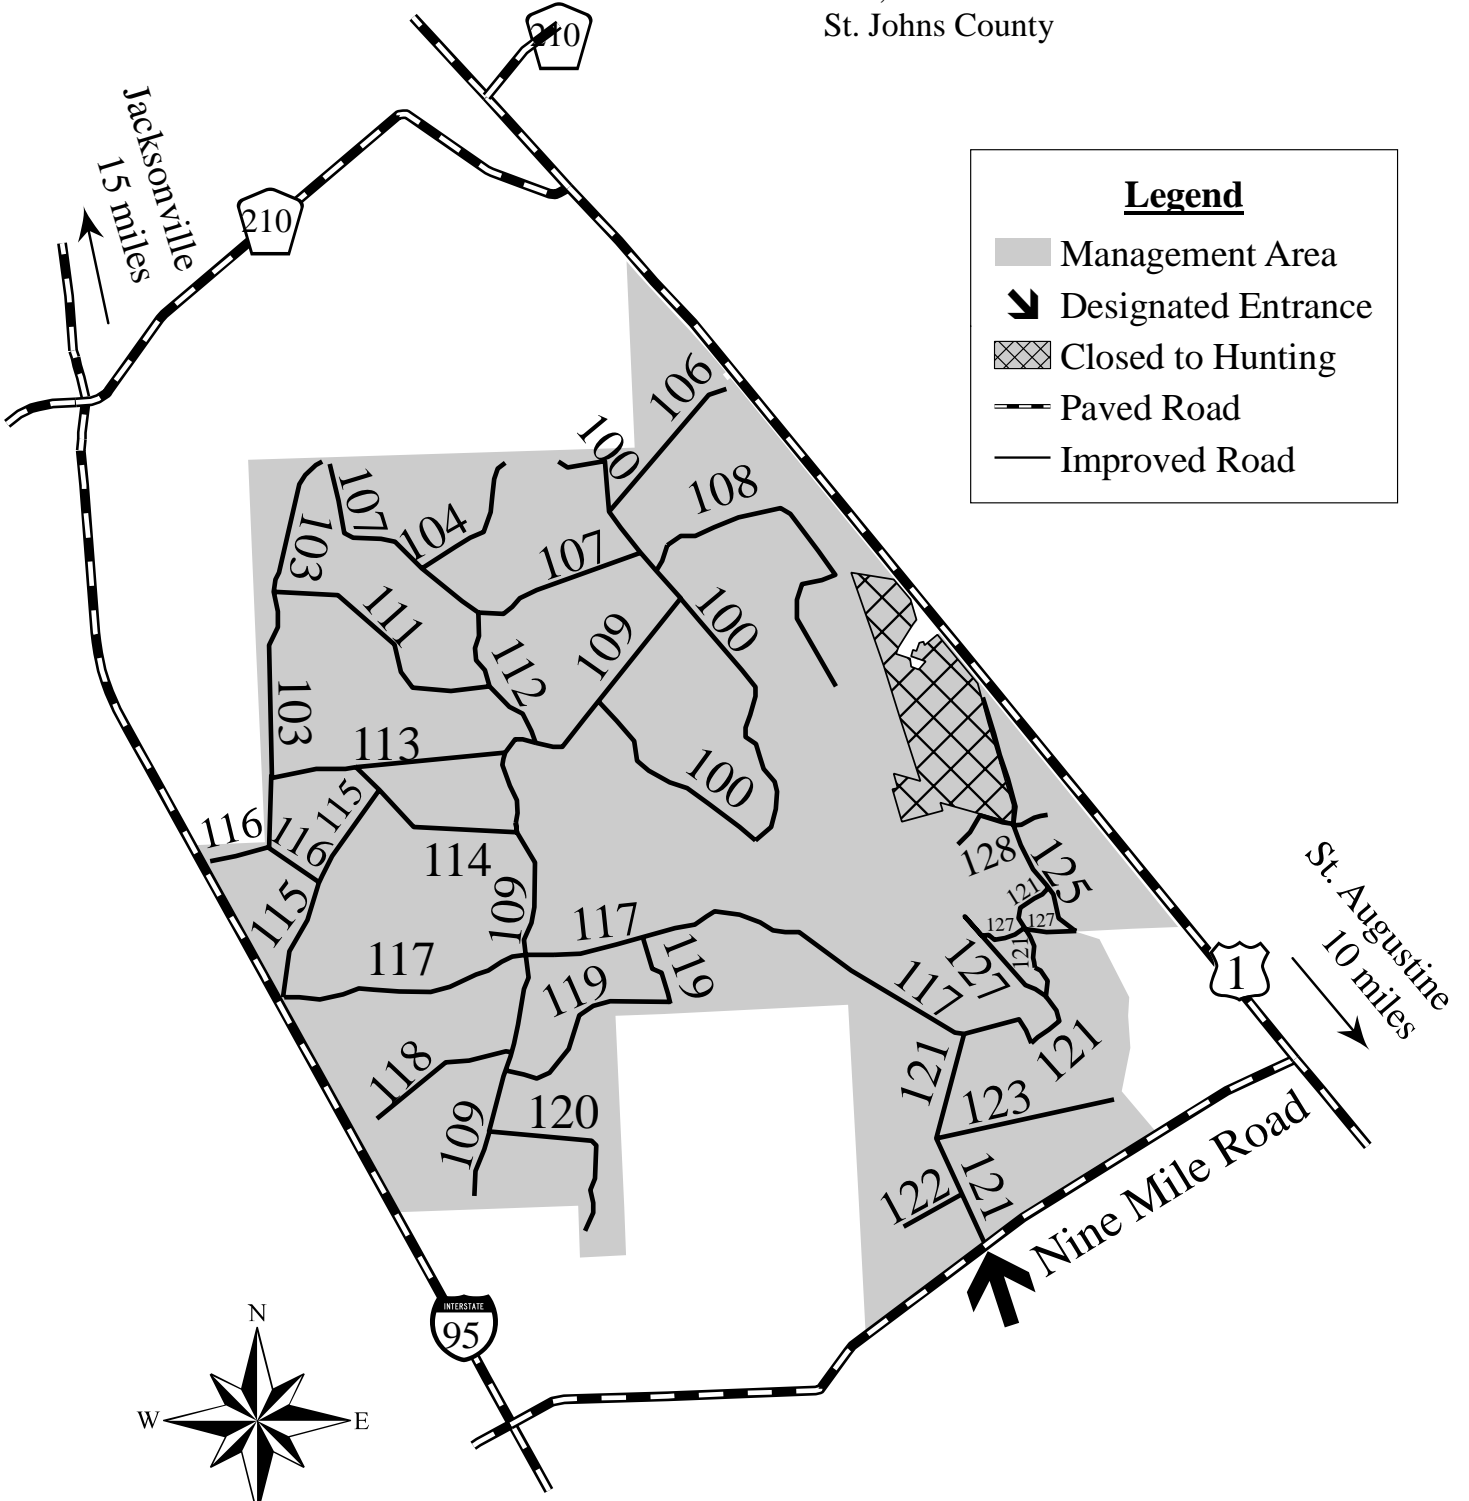 St. Johns County
210
Jacksonville
15 miles
210
Legend
Management Area
Designated Entrance
Closed to Hunting
Paved Road
Improved Road
106
100
107
104
108
103
107
111
109
100
112
103
113
100
115
116
116
114
128
125
115
109
121
117
127
127
121
117
119
127
119
117
118
121
121
109
120
123
122
121
St. Augustine
10 miles
1
Nine Mile Road
INTERSTATE
95
N
W
E